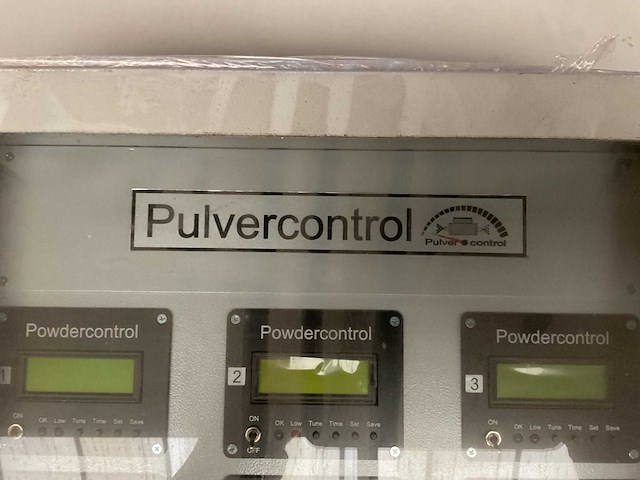 Pulvercontrol
Pulver control
Powdercontrol
1
ON
OK Low Tune Time Set Save
Powdercontrol
2
ON
OK Low Tune Time Set Save
OFF
Powdercontrol
3
ON
OK Low Tune Time Set Save